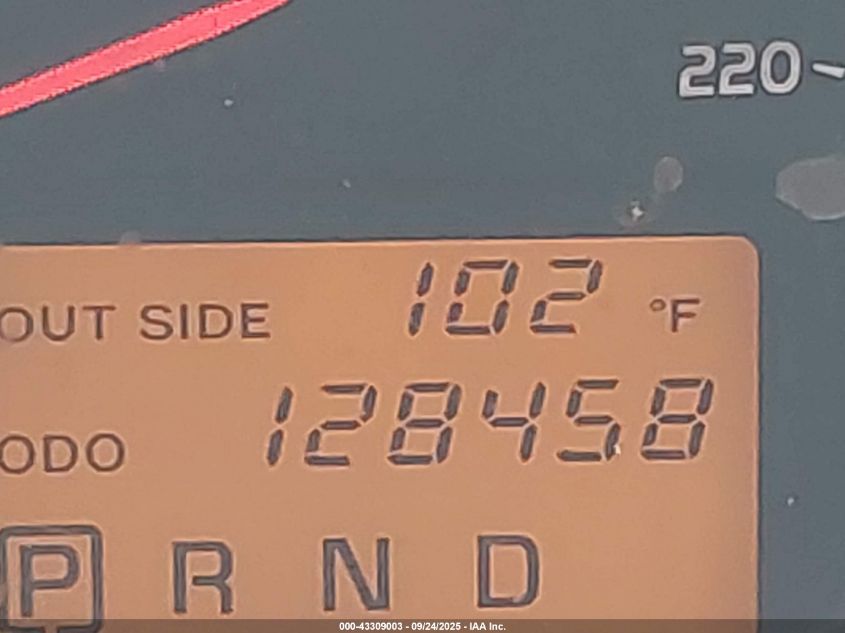 220
OUT SIDE 102 °F
ODO 128458
P R N D
000-43309003 - 09/24/2025 - IAA Inc.